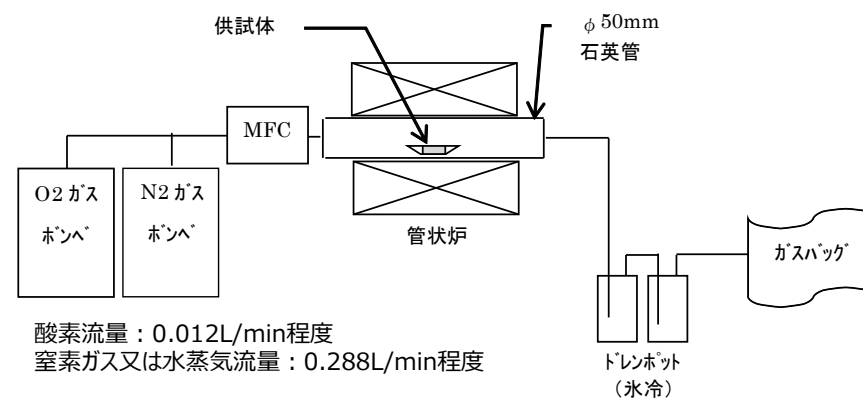 供試体
φ50mm
石英管
MFC
O2 ｶﾞｽ
ﾎﾞﾝﾍﾞ
N2 ｶﾞｽ
ﾎﾞﾝﾍﾞ
管状炉
ｶﾞｽﾊﾞｯｸﾞ
酸素流量：0.012L/min程度
窒素ガス又は水蒸気流量：0.288L/min程度
ﾄﾞﾚﾝﾎﾟｯﾄ
（氷冷）